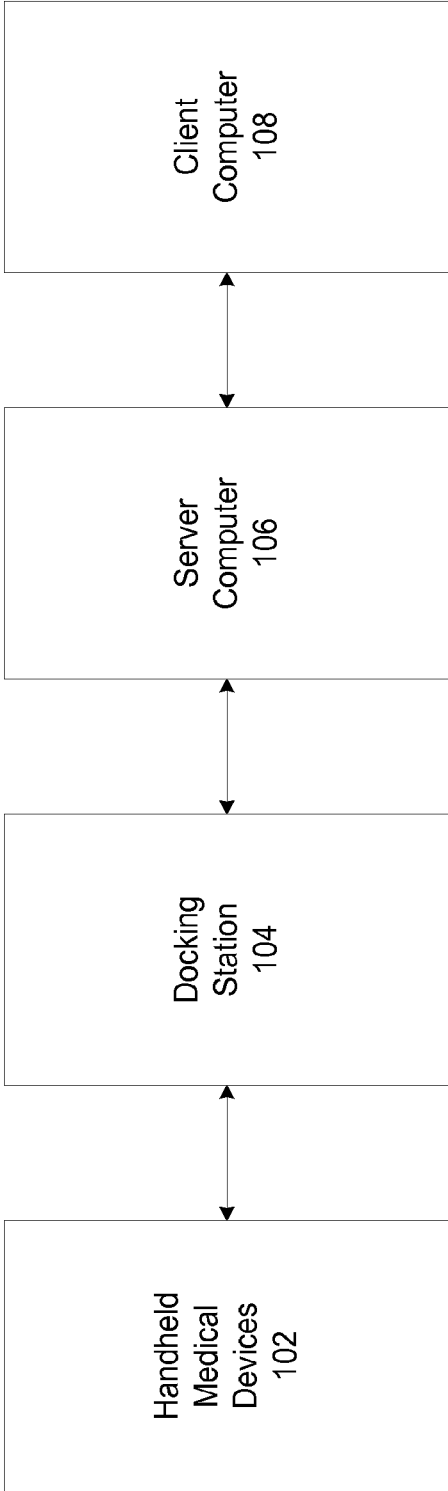 Handheld
Medical
Devices
102
Docking
Station
104
Server
Computer
106
Client
Computer
108